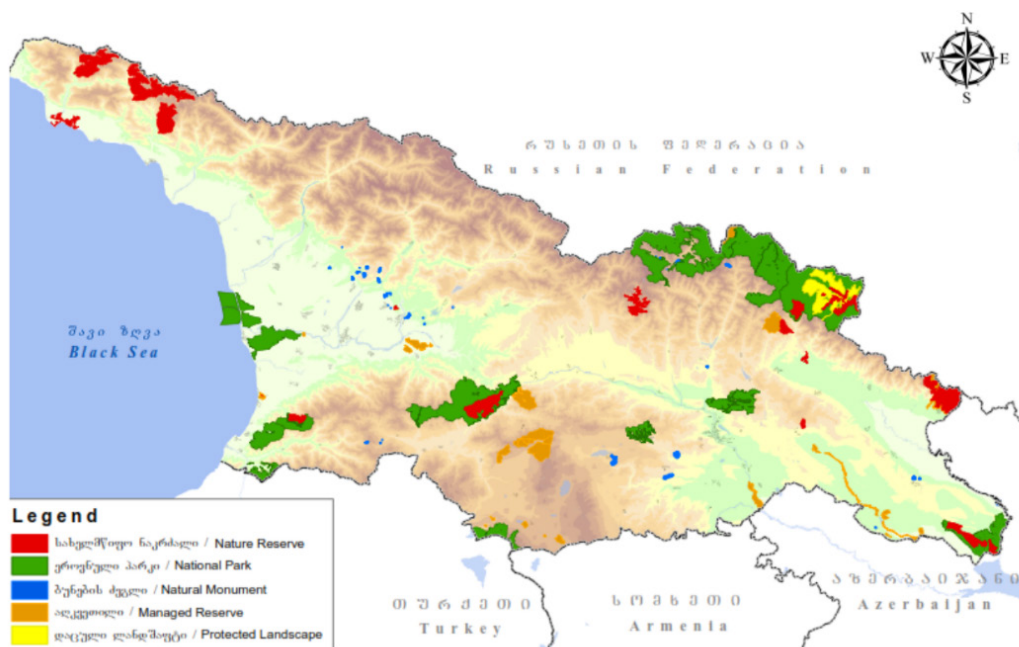 N
W E
S
რუსეთის ფედერაცია
Russian Federation
შავი ზღვა
Black Sea
Legend
სახელმწიფო ნაკრძალი / Nature Reserve
ეროვნული პარკი / National Park
ბუნების ძეგლი / Natural Monument
აღკვეთილი / Managed Reserve
დაცული ლანდშაფტი / Protected Landscape
თურქეთი
Turkey
სომხეთი
Armenia
აზერბაიჯანი
Azerbaijan